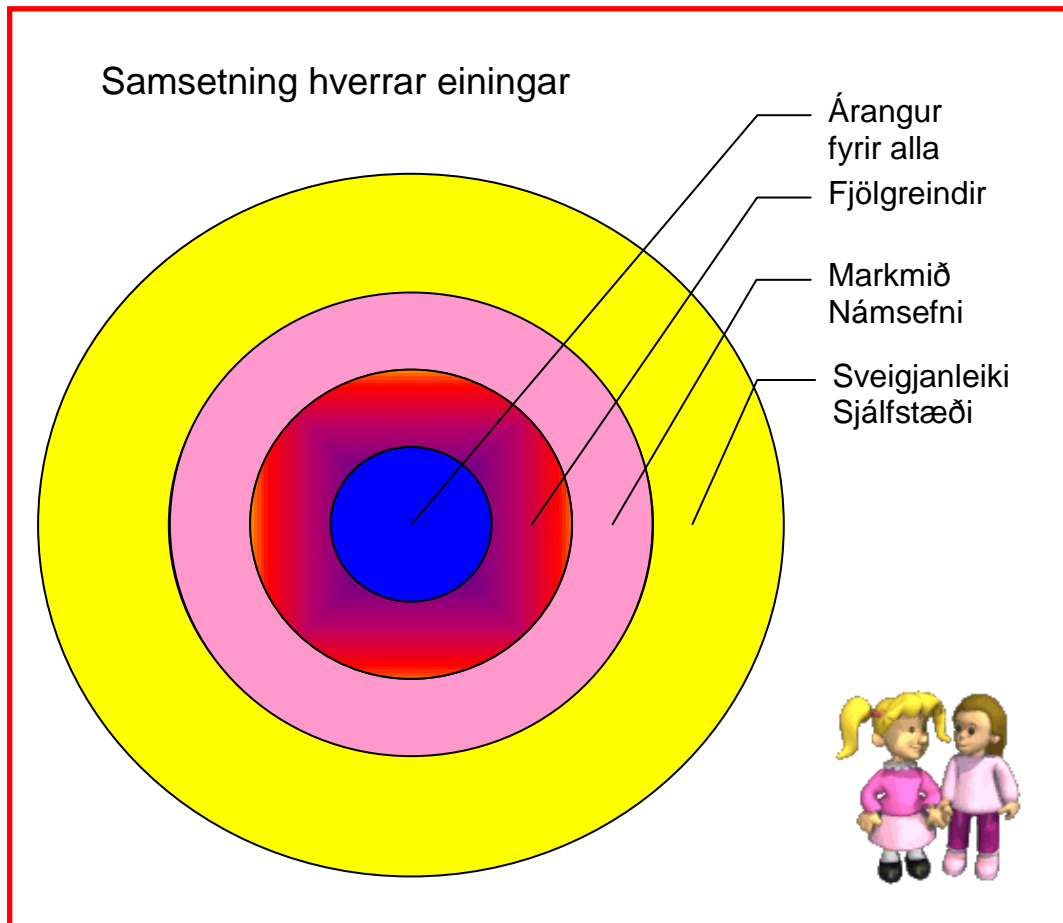 Samsetning hverrar einingar
Árangur
fyrir alla
Fjölgreindir
Markmið
Námsefni
Sveigjanleiki
Sjálfstæði